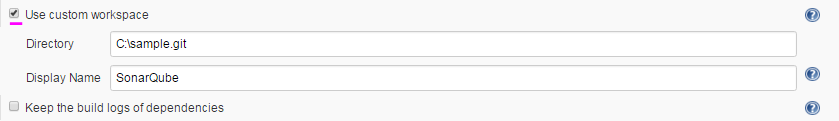 Use custom workspace
Directory C:\sample.git
Display Name SonarQube
Keep the build logs of dependencies